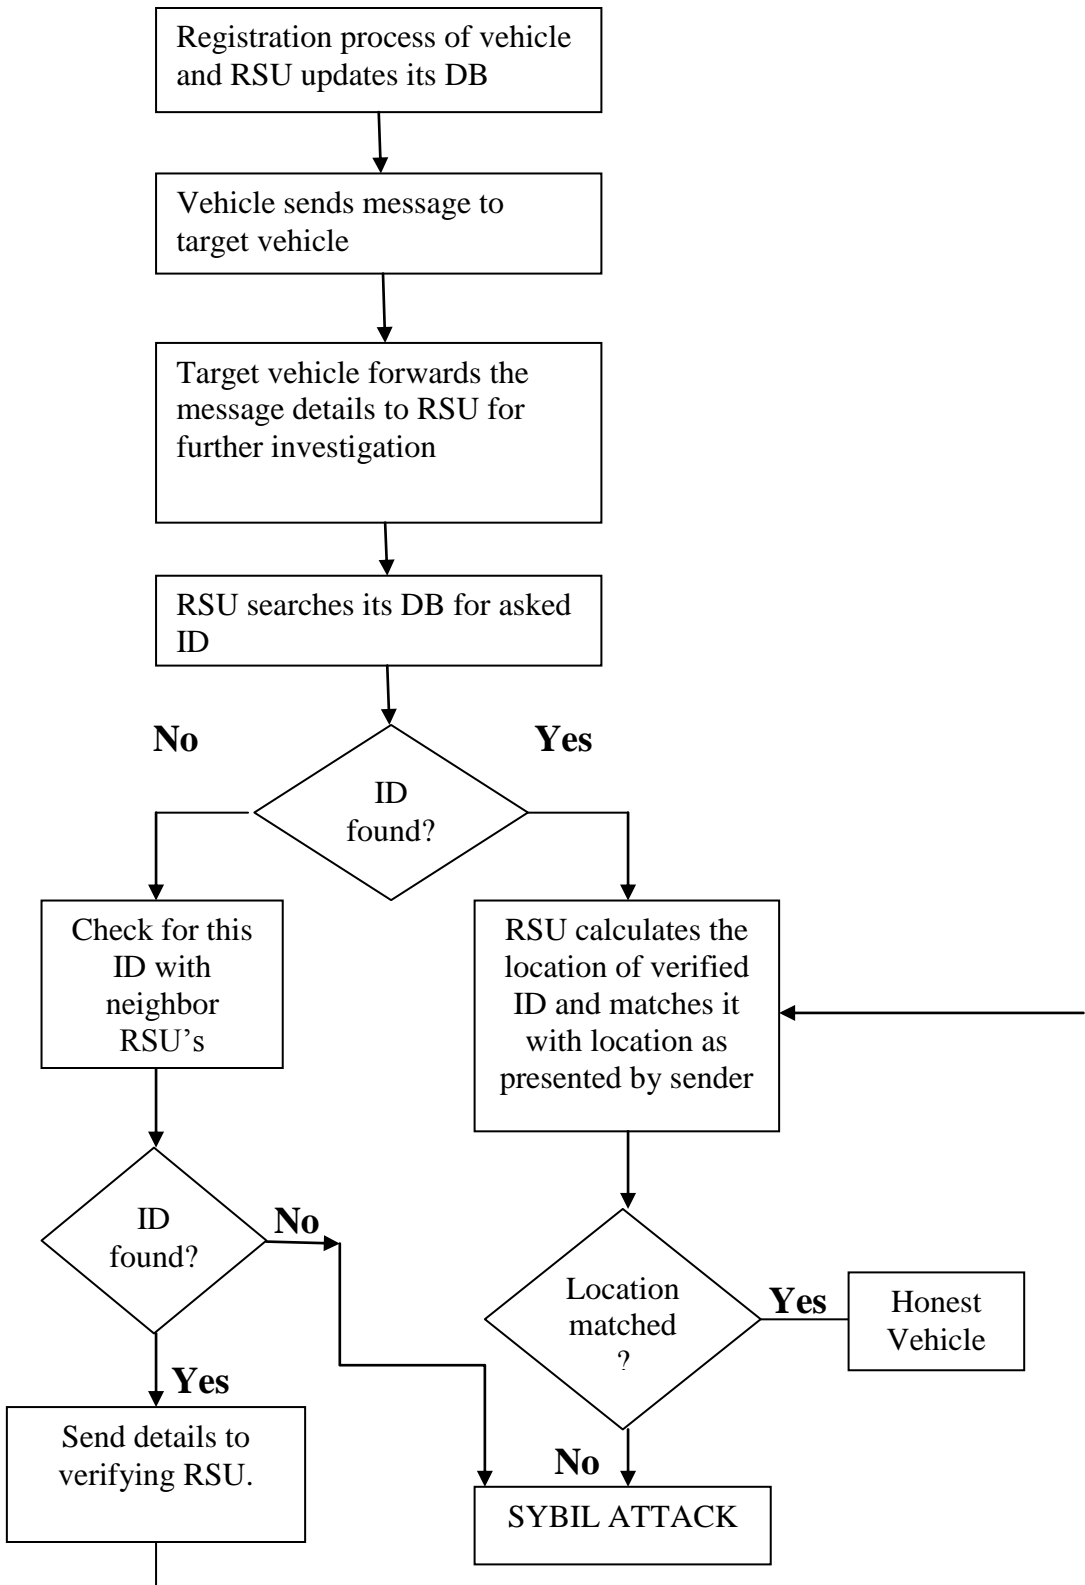 Registration process of vehicle
and RSU updates its DB
Vehicle sends message to
target vehicle
Target vehicle forwards the
message details to RSU for
further investigation
RSU searches its DB for asked
ID
No
Yes
ID
found?
Check for this
ID with
neighbor
RSU’s
RSU calculates the
location of verified
ID and matches it
with location as
presented by sender
ID
found?
No
Location
matched
?
Yes
Honest
Vehicle
Yes
Send details to
verifying RSU.
No
SYBIL ATTACK